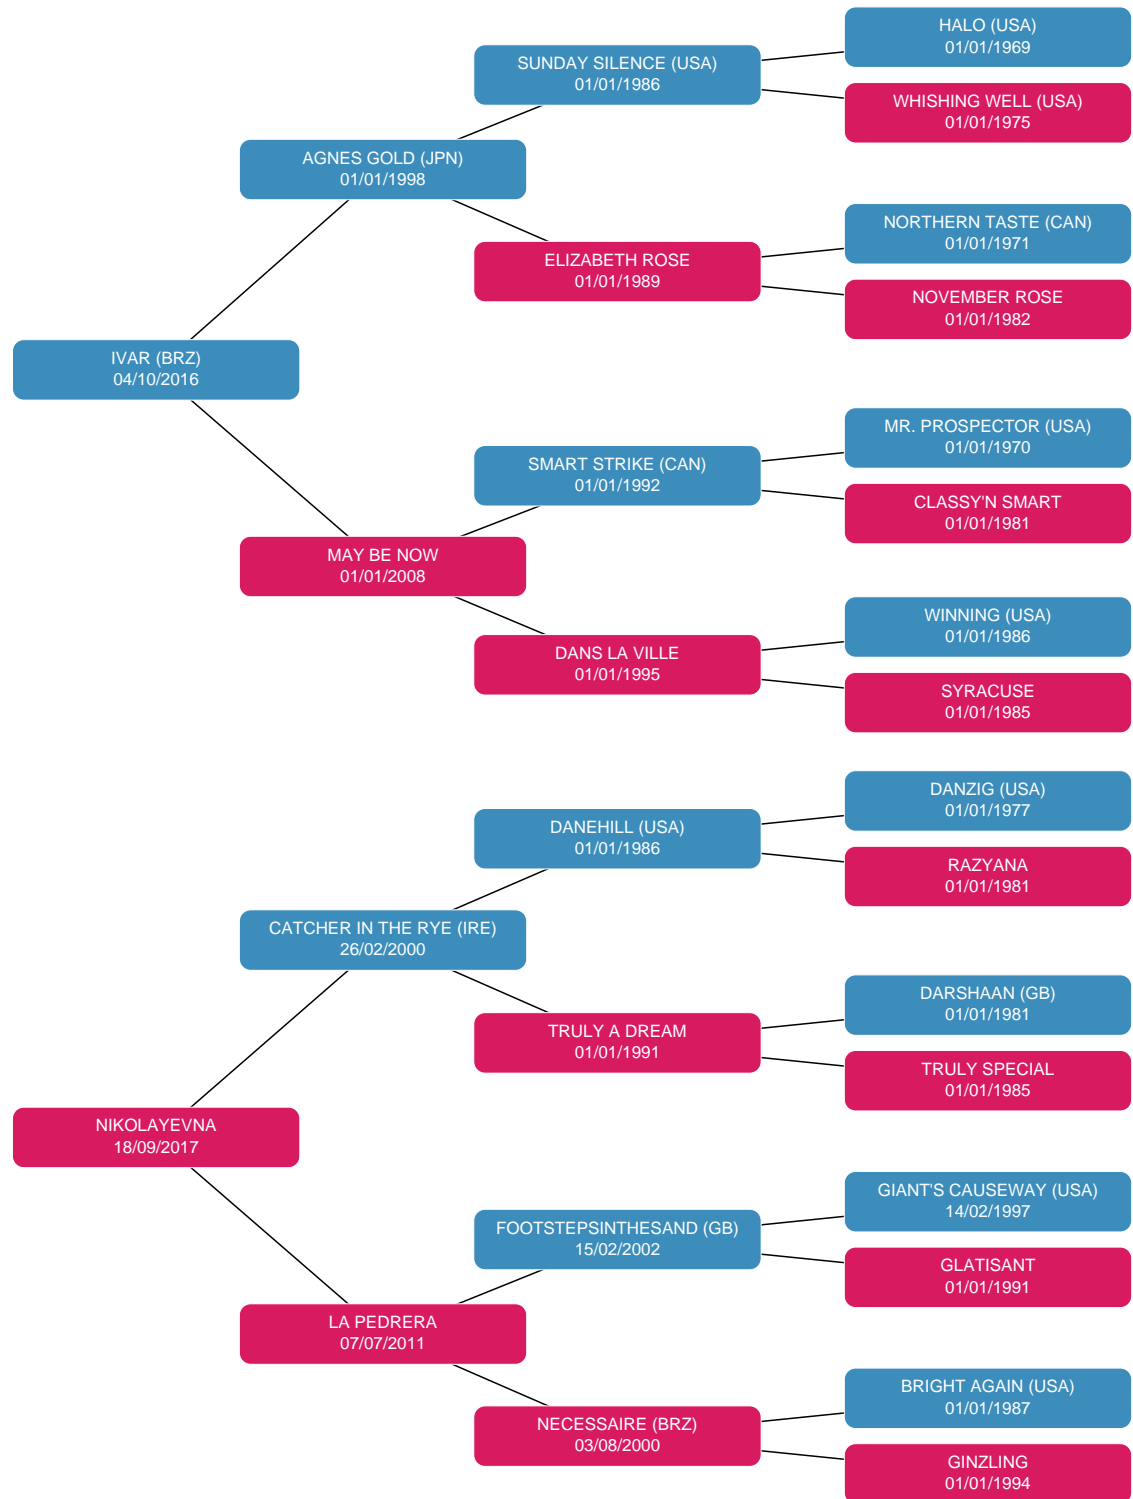 HALO (USA)
01/01/1969
SUNDAY SILENCE (USA)
01/01/1986
WHISHING WELL (USA)
01/01/1975
AGNES GOLD (JPN)
01/01/1998
NORTHERN TASTE (CAN)
01/01/1971
ELIZABETH ROSE
01/01/1989
NOVEMBER ROSE
01/01/1982
IVAR (BRZ)
04/10/2016
MR. PROSPECTOR (USA)
01/01/1970
SMART STRIKE (CAN)
01/01/1992
CLASSY'N SMART
01/01/1981
MAY BE NOW
01/01/2008
WINNING (USA)
01/01/1986
DANS LA VILLE
01/01/1995
SYRACUSE
01/01/1985
DANZIG (USA)
01/01/1977
DANEHILL (USA)
01/01/1986
RAZYANA
01/01/1981
CATCHER IN THE RYE (IRE)
26/02/2000
DARSHAAN (GB)
01/01/1981
TRULY A DREAM
01/01/1991
TRULY SPECIAL
01/01/1985
NIKOLAYEVNA
18/09/2017
GIANT'S CAUSEWAY (USA)
14/02/1997
FOOTSTEPSINTHESAND (GB)
15/02/2002
GLATISANT
01/01/1991
LA PEDRERA
07/07/2011
BRIGHT AGAIN (USA)
01/01/1987
NECESSAIRE (BRZ)
03/08/2000
GINZLING
01/01/1994